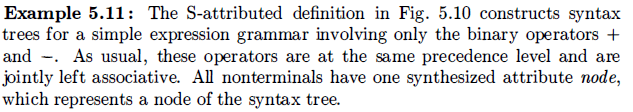 Example 5.11: The S-attributed definition in Fig. 5.10 constructs syntax
trees for a simple expression grammar involving only the binary operators +
and −. As usual, these operators are at the same precedence level and are
jointly left associative. All nonterminals have one synthesized attribute node,
which represents a node of the syntax tree.